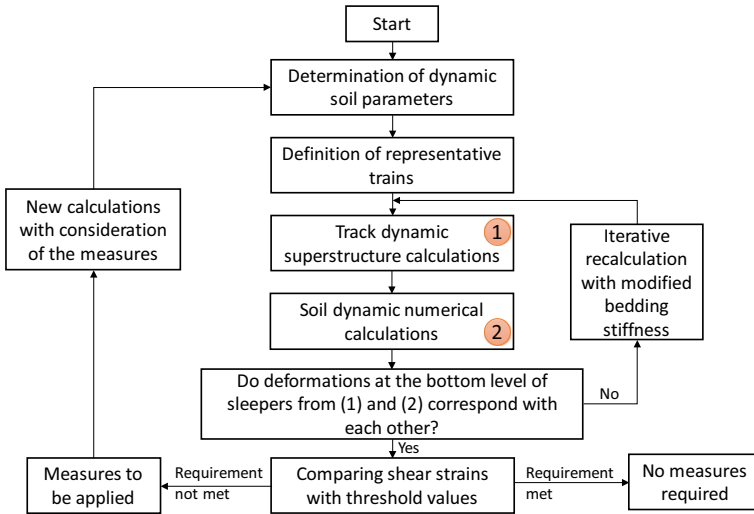 Start
Determination of dynamic
soil parameters
Definition of representative
trains
New calculations
with consideration
of the measures
Track dynamic
superstructure calculations
1
Iterative
recalculation
with modified
bedding
stiffness
Soil dynamic numerical
calculations
2
Do deformations at the bottom level of
sleepers from (1) and (2) correspond with
each other?
No
Yes
Measures to
be applied
Requirement
not met
Comparing shear strains
with threshold values
Requirement
met
No measures
required